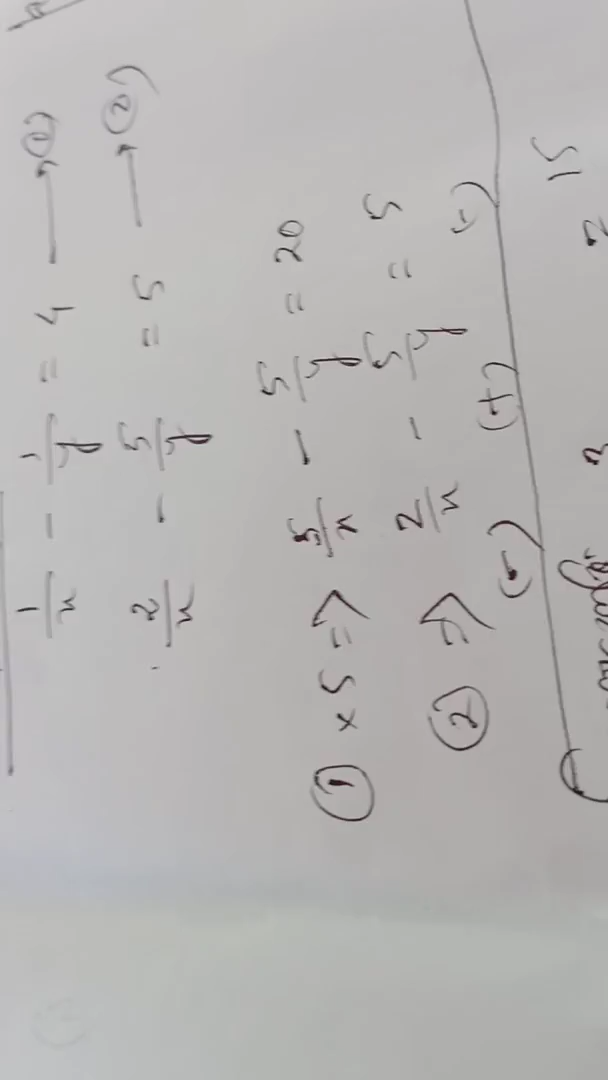 1/x - 1/y = 4 → (1)
2/x - 5/y = 5 → (2)
① × 5 ⇒ 5/x - 5/y = 20
② ⇒ 2/x - 5/y = 5
(-) (+) (-)
15